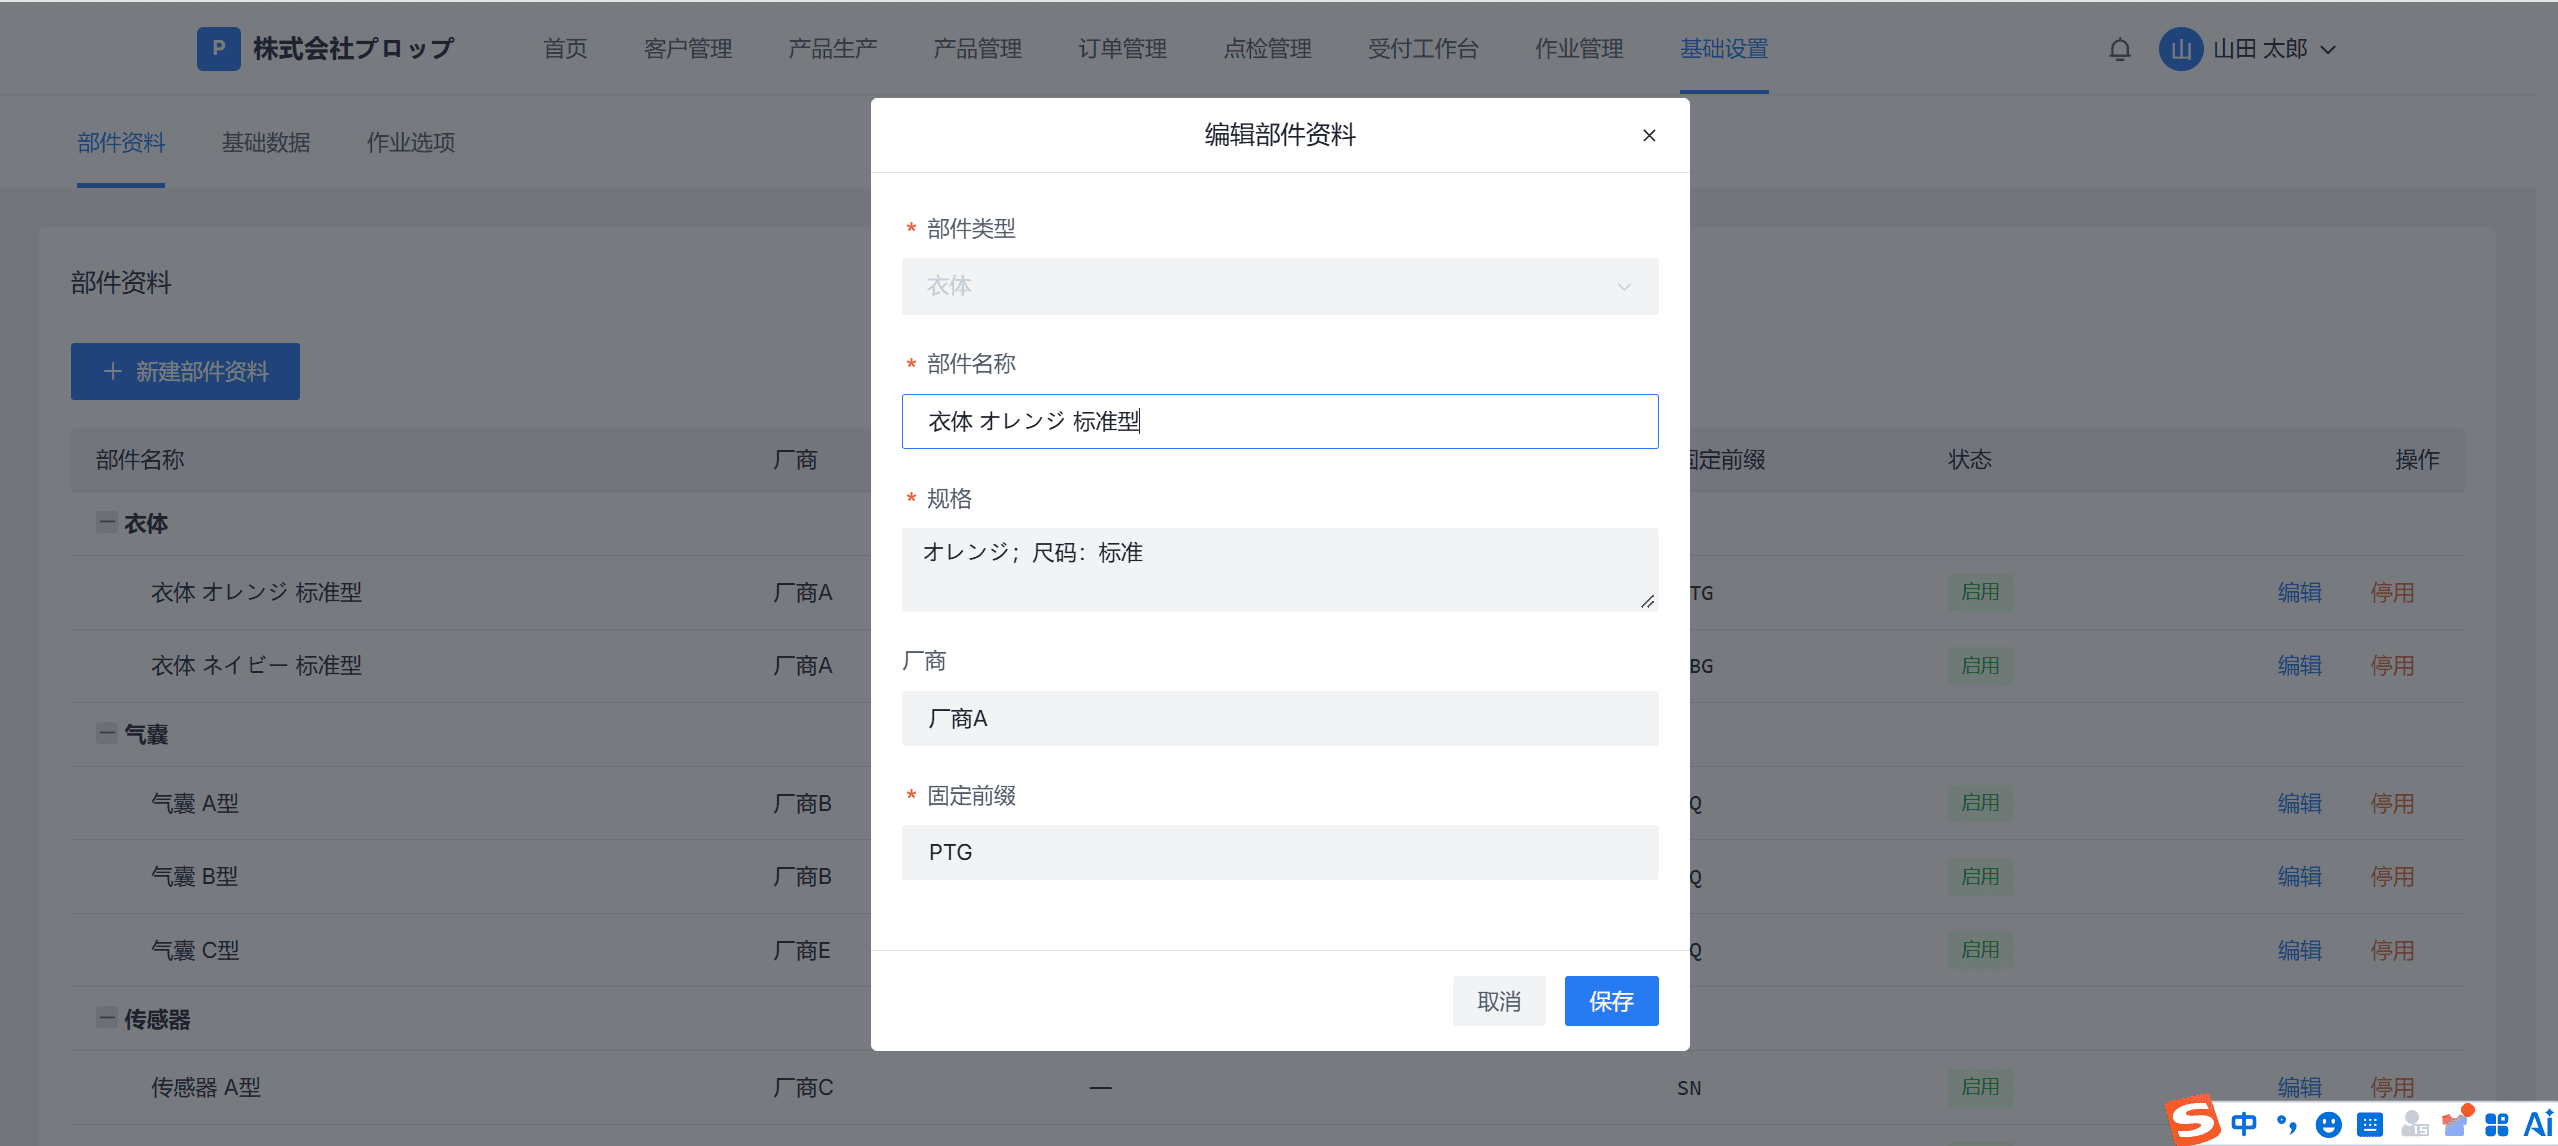 P 株式会社プロップ 首页 客户管理 产品生产 产品管理 订单管理 点检管理 受付工作台 作业管理 基础设置 山 山田 太郎
部件资料 基础数据 作业选项
编辑部件资料
* 部件类型
衣体
* 部件名称
衣体 オレンジ 标准型
* 规格
オレンジ；尺码：标准
厂商
厂商A
* 固定前缀
PTG
取消 保存
部件资料
+ 新建部件资料
部件名称 厂商 固定前缀 状态 操作
衣体
衣体 オレンジ 标准型 厂商A TG 启用 编辑 停用
衣体 ネイビー 标准型 厂商A BG 启用 编辑 停用
气囊
气囊 A型 厂商B Q 启用 编辑 停用
气囊 B型 厂商B Q 启用 编辑 停用
气囊 C型 厂商E Q 启用 编辑 停用
传感器
传感器 A型 厂商C — SN 启用 编辑 停用
S 中 Ai